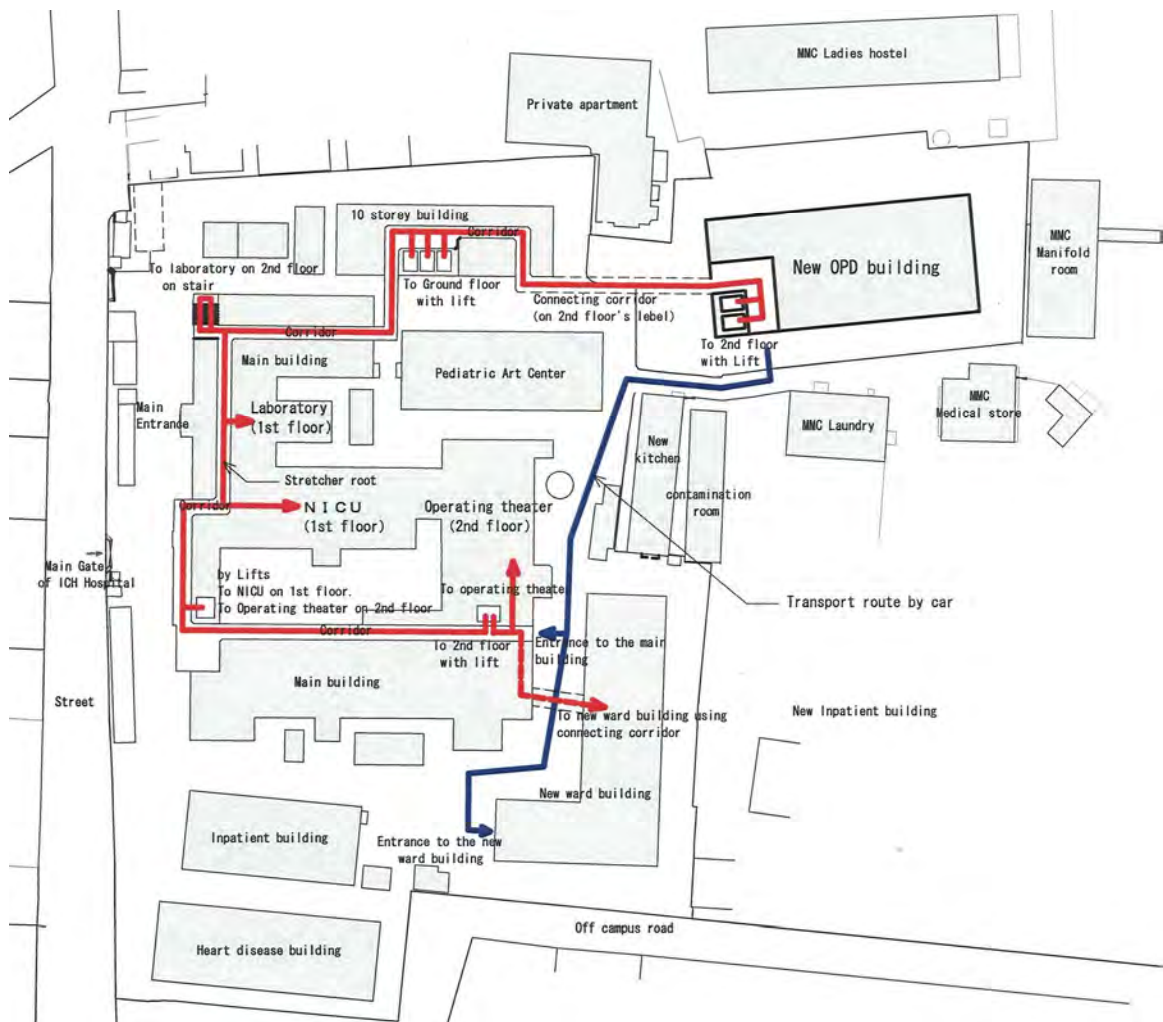 MMC Ladies hostel
Private apartment
10 storey building
Corridor
MMC
Manifold
room
To laboratory on 2nd floor
on stair
To Ground floor
with lift
Connecting corridor
(on 2nd floor's lebel)
New OPD building
To 2nd floor
with Lift
Corridor
Main building
Pediatric Art Center
Main
Entrance
Laboratory
(1st floor)
MMC
Medical store
MMC Laundry
New
kitchen
contamination
room
Stretcher root
Corridor
NICU
(1st floor)
Operating theater
(2nd floor)
Main Gate
of ICH Hospital
by Lifts
To NICU on 1st floor.
To Operating theater on 2nd floor
To operating theate
Transport route by car
Corridor
To 2nd floor
with lift
Entrance to the main
building
Main building
Street
To new ward building using
connecting corridor
New Inpatient building
New ward building
Inpatient building
Entrance to the new
ward building
Off campus road
Heart disease building